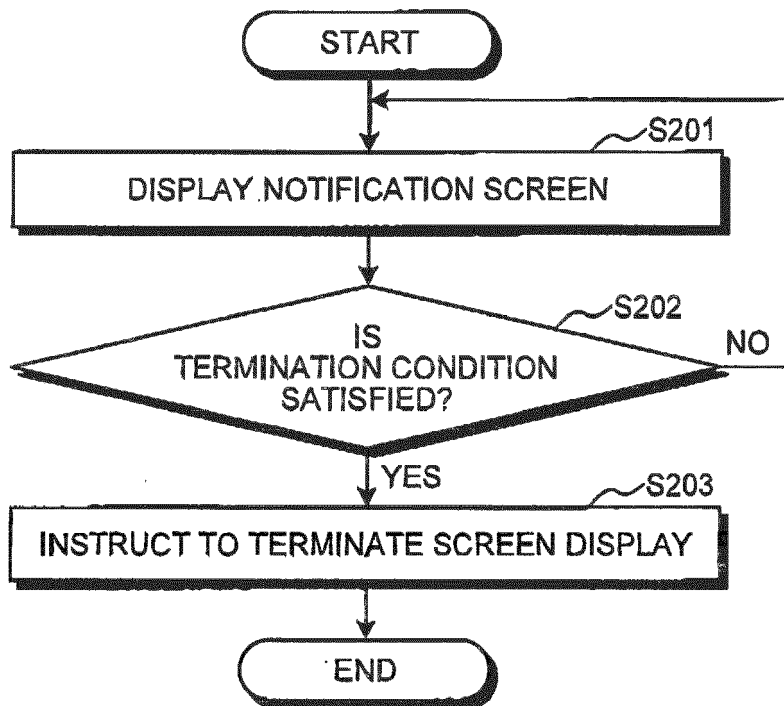 START
S201
DISPLAY NOTIFICATION SCREEN
S202
IS
TERMINATION CONDITION
SATISFIED?
NO
YES
S203
INSTRUCT TO TERMINATE SCREEN DISPLAY
END